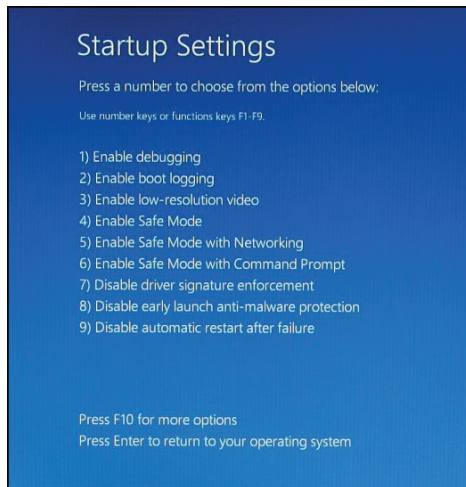 Startup Settings
Press a number to choose from the options below:
Use number keys or functions keys F1-F9.
1) Enable debugging
2) Enable boot logging
3) Enable low-resolution video
4) Enable Safe Mode
5) Enable Safe Mode with Networking
6) Enable Safe Mode with Command Prompt
7) Disable driver signature enforcement
8) Disable early launch anti-malware protection
9) Disable automatic restart after failure
Press F10 for more options
Press Enter to return to your operating system